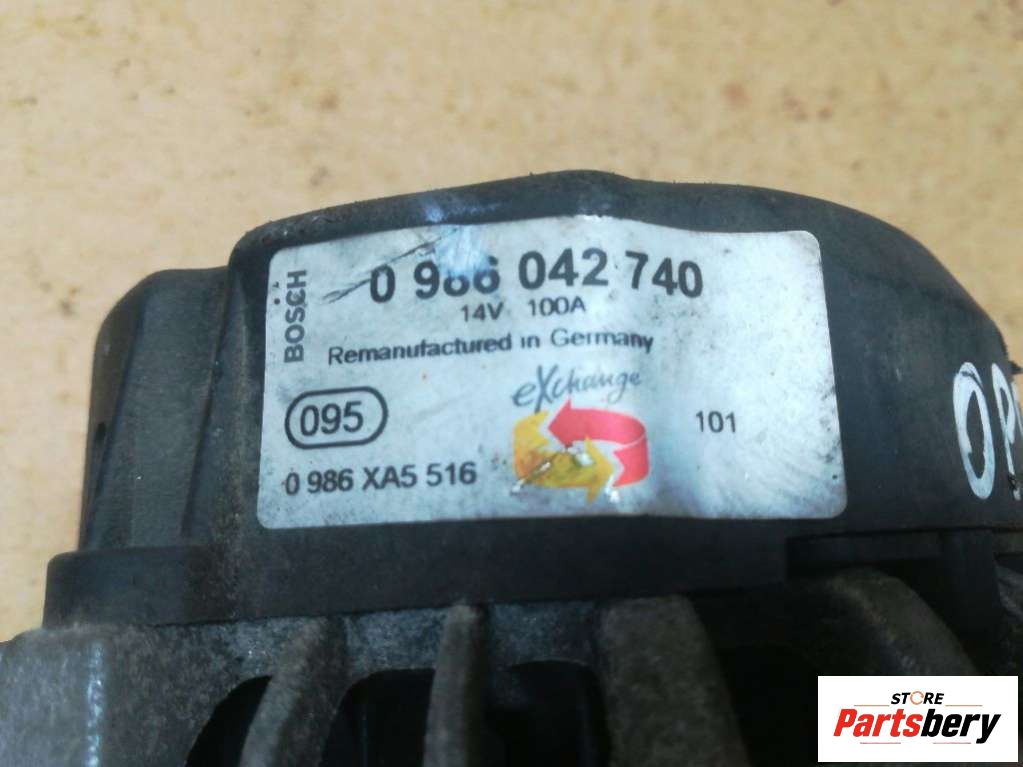 BOSCH
0 986 042 740
14V 100A
Remanufactured in Germany
eXchange
095
101
0 986 XA5 516
STORE
Partsbery